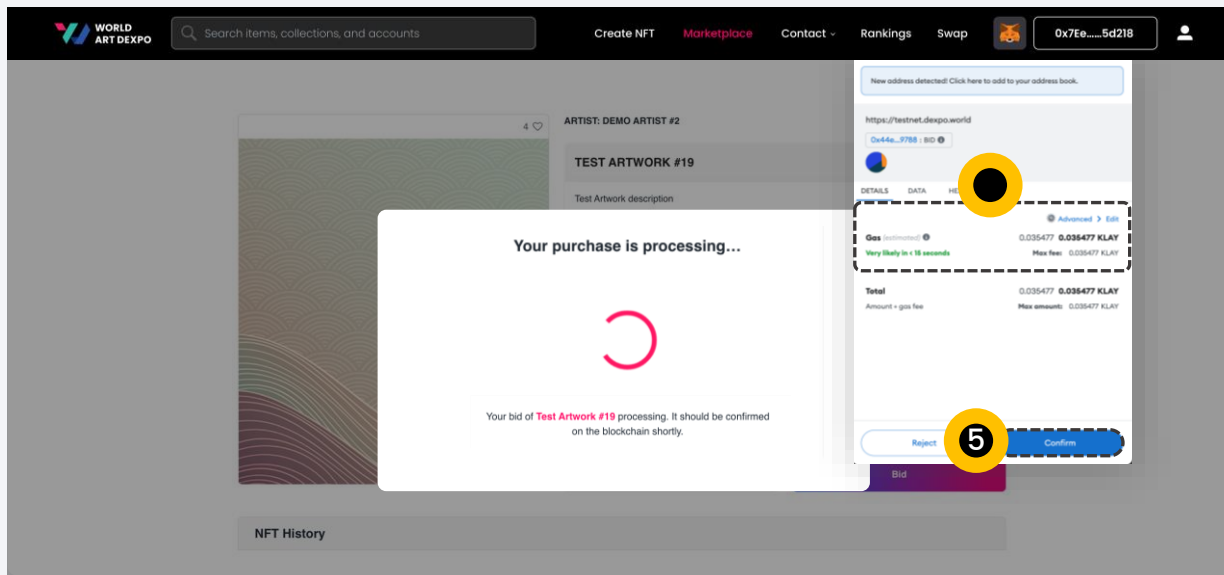 WORLD
ART DEXPO
Search items, collections, and accounts
Create NFT
Marketplace
Contact
Rankings
Swap
0x7Ee......5d218
New address detected! Click here to add to your address book.
https://testnet.dexpo.world
0x44e...9788 : BID
DETAILS
DATA
Advanced > Edit
Gas (estimated)
0.035477 0.035477 KLAY
Very likely in < 15 seconds
Max fee: 0.035477 KLAY
Total
0.035477 0.035477 KLAY
Amount + gas fee
Max amount: 0.035477 KLAY
Reject
5
Confirm
4
ARTIST: DEMO ARTIST #2
TEST ARTWORK #19
Test Artwork description
Your purchase is processing...
Your bid of Test Artwork #19 processing. It should be confirmed
on the blockchain shortly.
Bid
NFT History